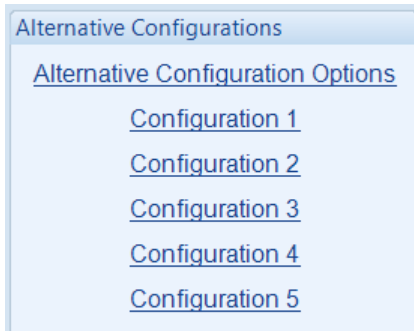 Alternative Configurations
Alternative Configuration Options
Configuration 1
Configuration 2
Configuration 3
Configuration 4
Configuration 5